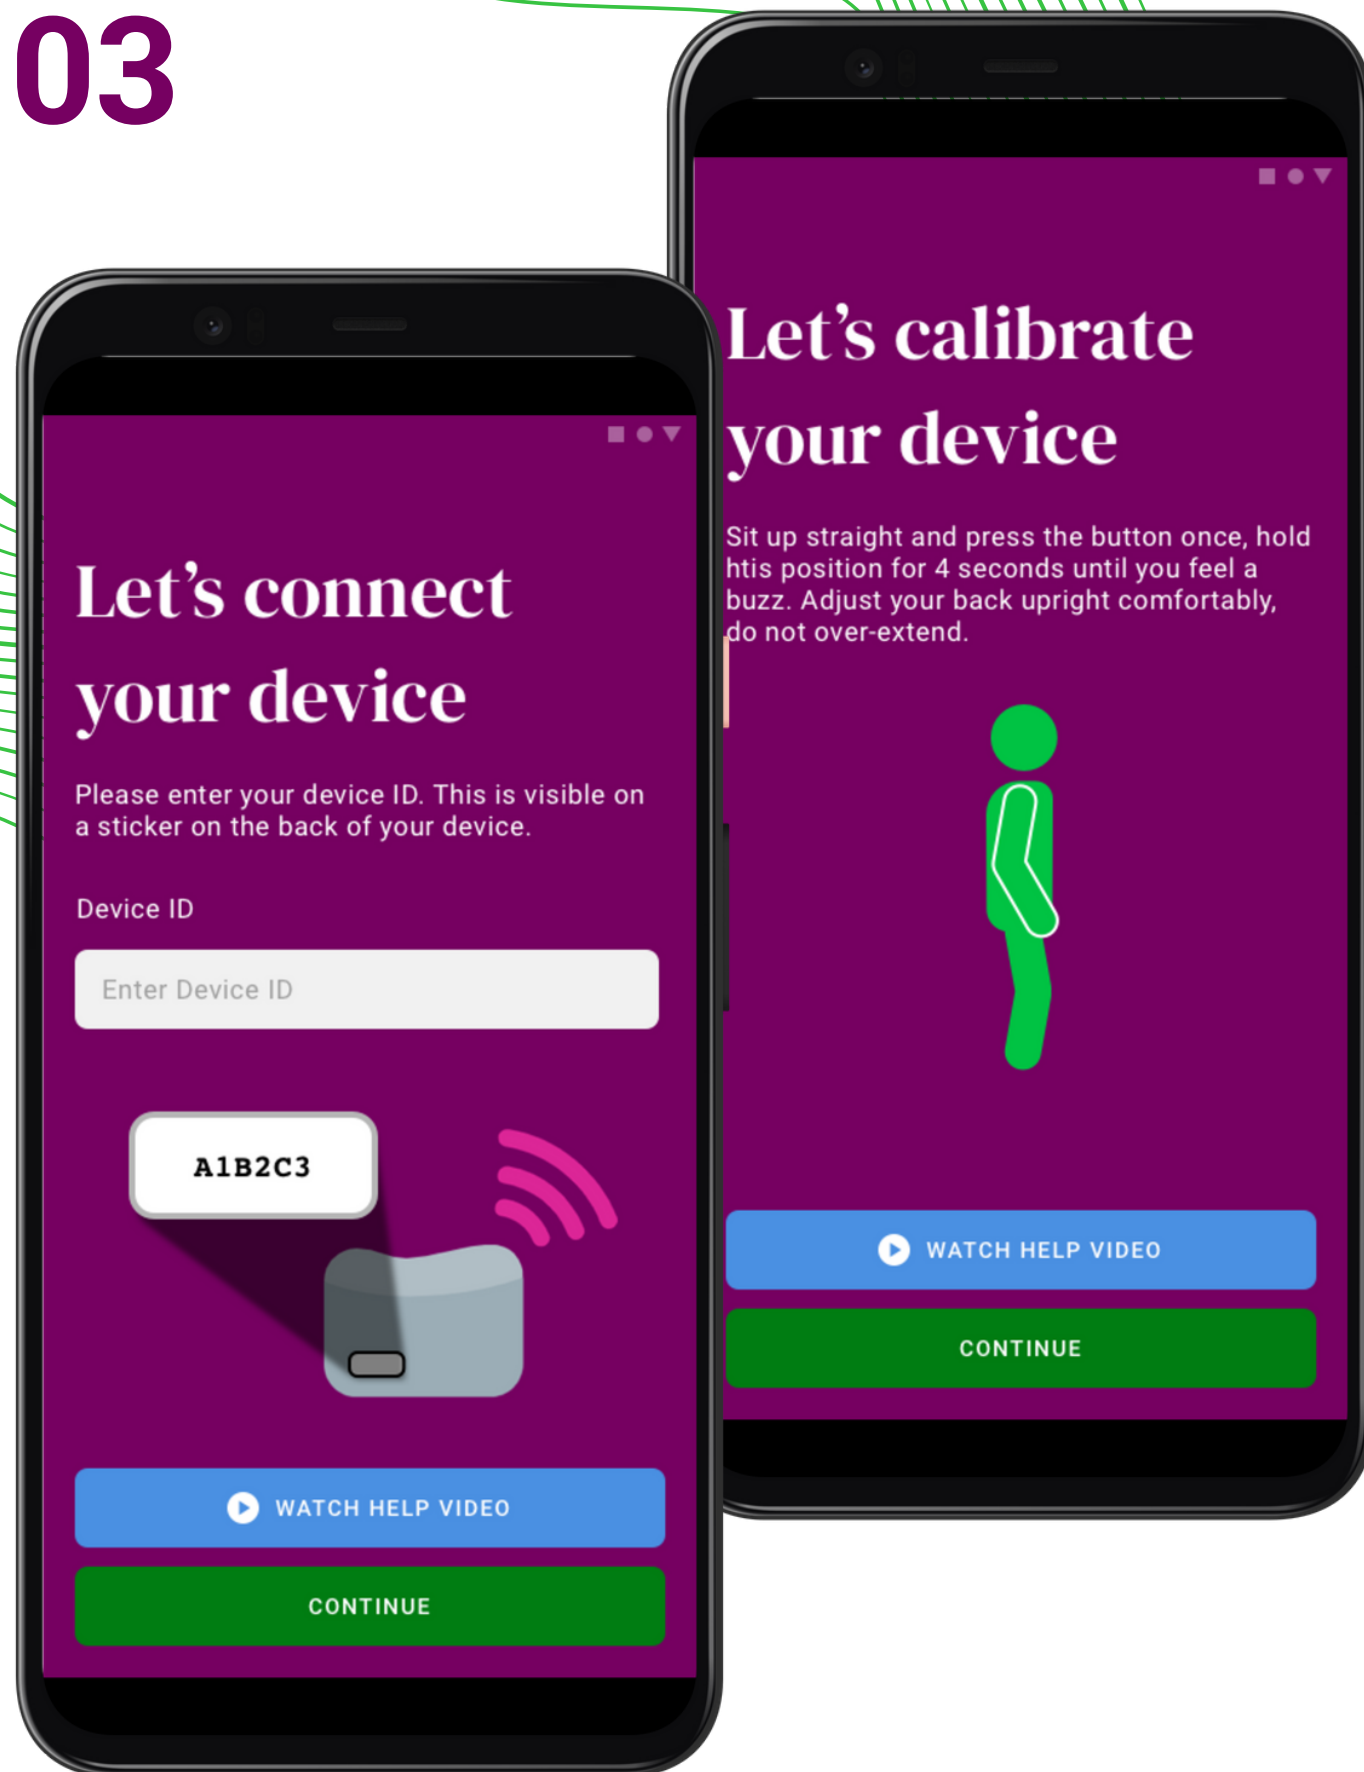 03
Let’s connect
your device
Please enter your device ID. This is visible on
a sticker on the back of your device.
Device ID
Enter Device ID
A1B2C3
WATCH HELP VIDEO
CONTINUE
Let’s calibrate
your device
Sit up straight and press the button once, hold
htis position for 4 seconds until you feel a
buzz. Adjust your back upright comfortably,
do not over-extend.
WATCH HELP VIDEO
CONTINUE